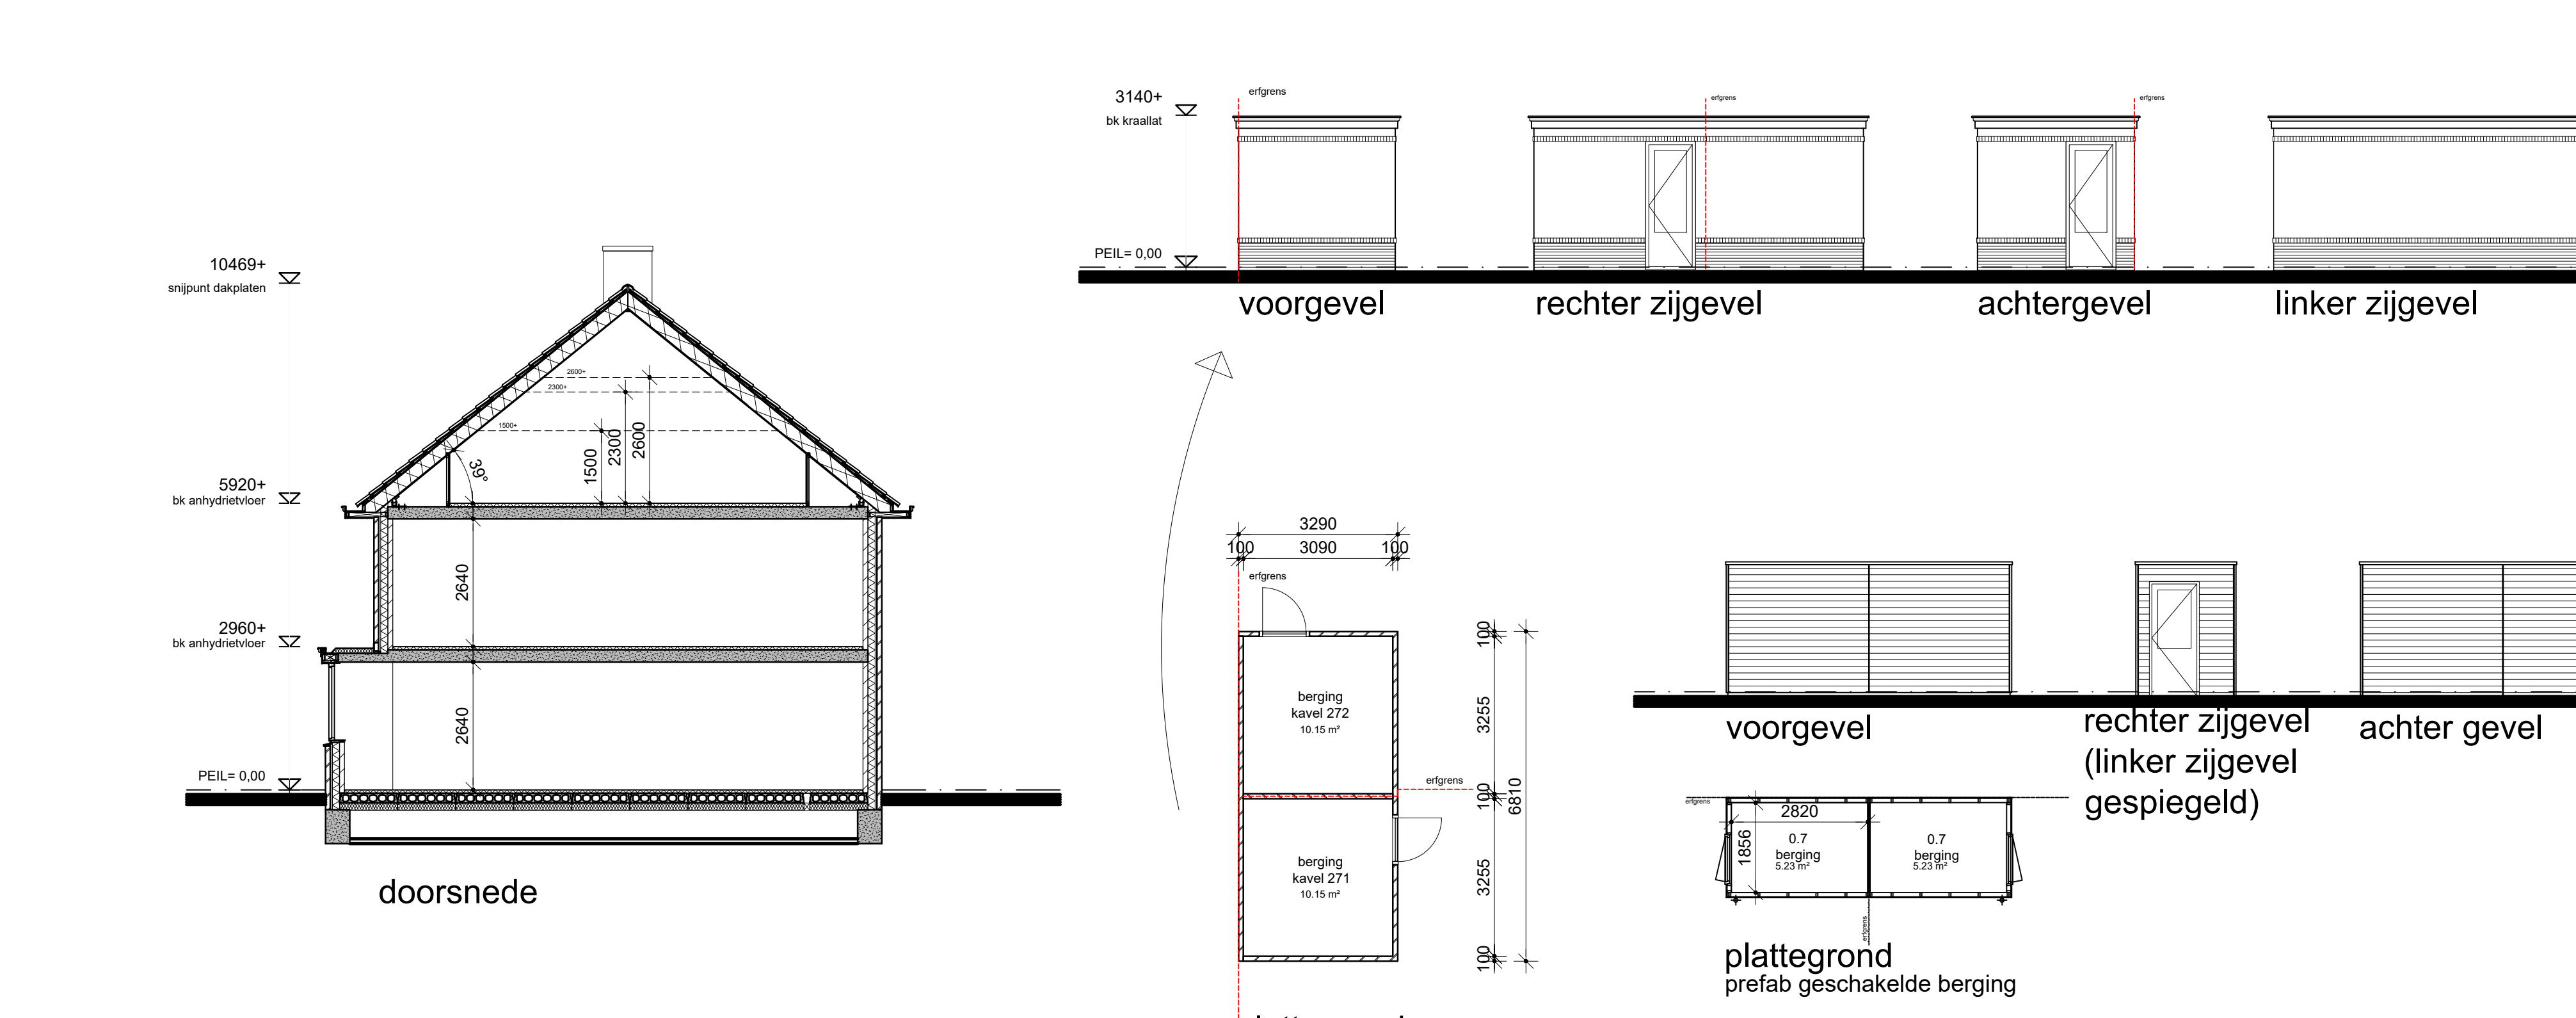 3140+
bk kraallat
erfgrens
erfgrens
erfgrens
PEIL= 0,00
voorgevel
rechter zijgevel
achtergevel
linker zijgevel
10469+
snijpunt dakplaten
2600+
2300+
1500+
39°
1500
2300
2600
5920+
bk anhydrietvloer
2640
2960+
bk anhydrietvloer
2640
PEIL= 0,00
doorsnede
3290
100
3090
100
erfgrens
berging
kavel 272
10.15 m²
erfgrens
berging
kavel 271
10.15 m²
100
3255
100
3255
100
6810
voorgevel
rechter zijgevel
(linker zijgevel
gespiegeld)
achter gevel
erfgrens
2820
1856
0.7
berging
5.23 m²
0.7
berging
5.23 m²
erfgrens
plattegrond
prefab geschakelde berging